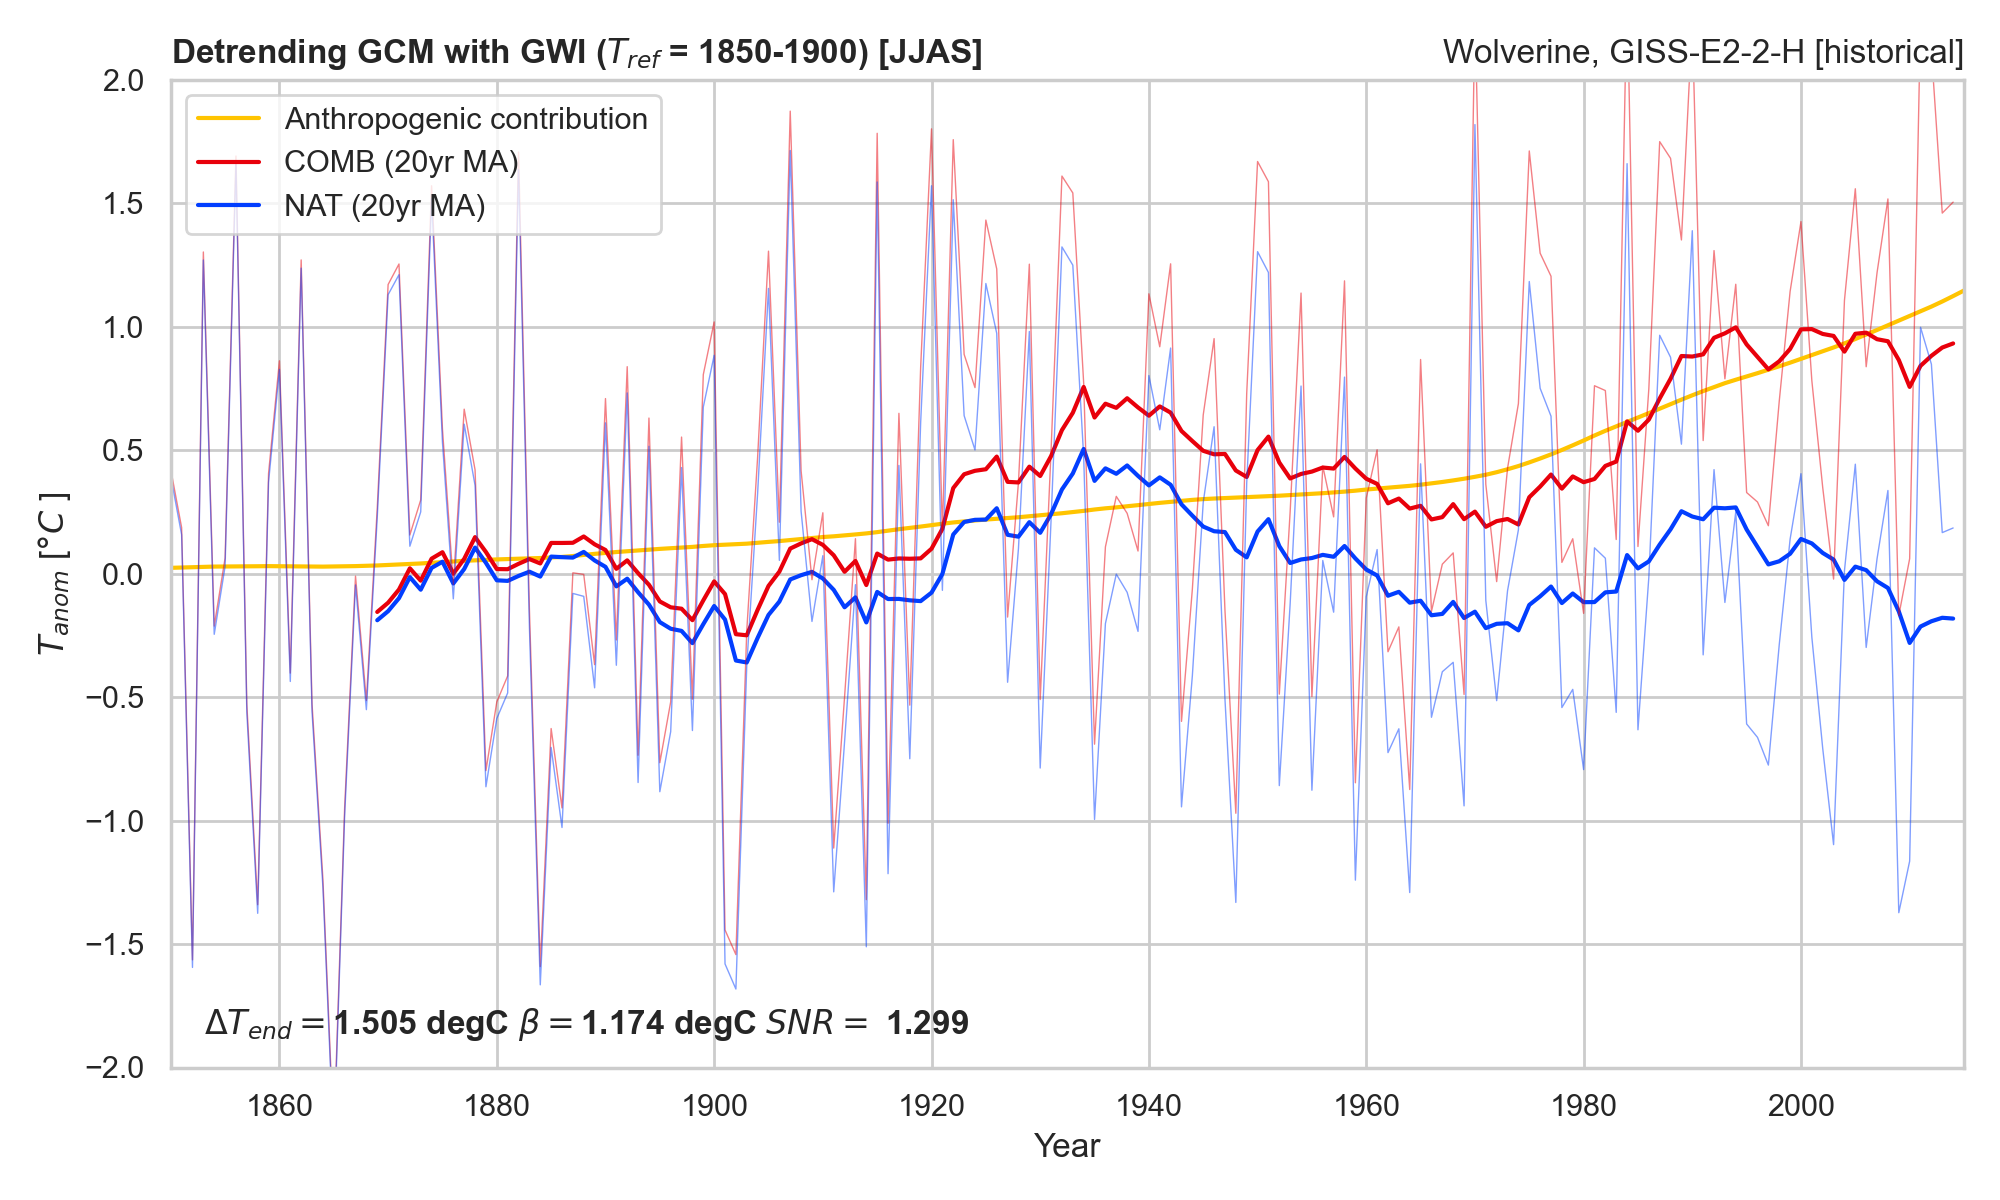 Detrending GCM with GWI (T_ref = 1850-1900) [JJAS]
Wolverine, GISS-E2-2-H [historical]
Anthropogenic contribution
COMB (20yr MA)
NAT (20yr MA)
2.0
1.5
1.0
0.5
0.0
−0.5
−1.0
−1.5
−2.0
T_anom [°C ]
ΔT_end = 1.505 degC β = 1.174 degC SNR = 1.299
1860 1880 1900 1920 1940 1960 1980 2000
Year